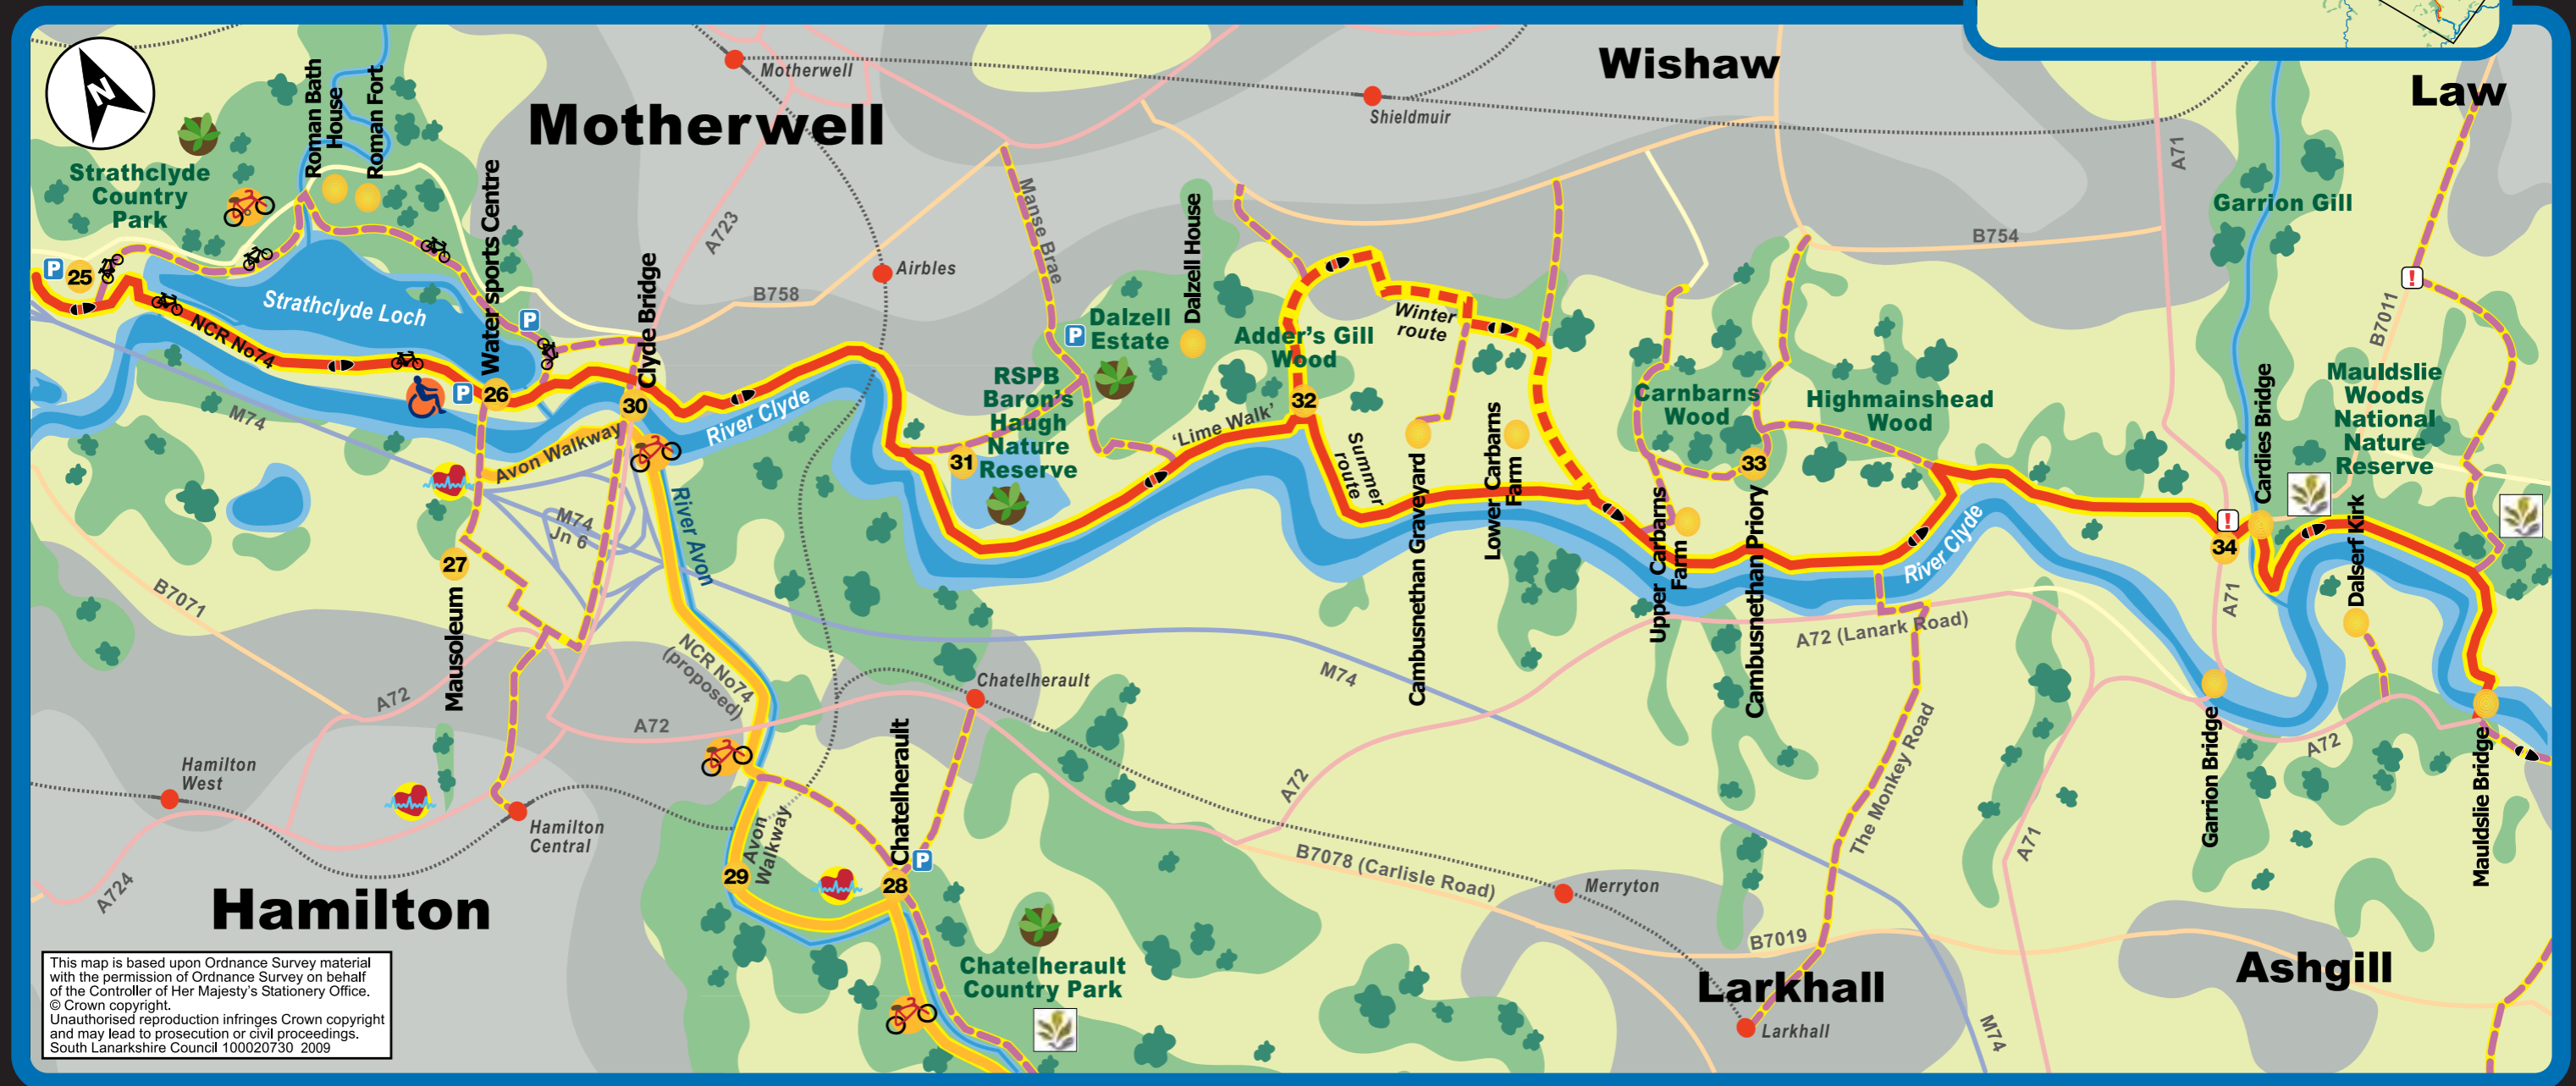 N
Motherwell
Wishaw
Law
Hamilton
Larkhall
Ashgill
Roman Bath
House
Roman Fort
Strathclyde
Country
Park
P
25
Strathclyde Loch
NCR No74
Water sports Centre
P
P
26
Clyde Bridge
30
M74
Avon Walkway
M74
Jn 6
River Avon
27
Mausoleum
B7071
A72
A72
Hamilton
West
Hamilton
Central
A724
NCR No74
(proposed)
Avon
Walkway
29
Chatelherault
P
28
Chatelherault
Chatelherault
Country Park
Motherwell
A723
Airbles
B758
River Clyde
Manse Brae
P
Dalzell
Estate
Dalzell House
RSPB
Baron's
Haugh
Nature
Reserve
31
'Lime Walk'
Adder's Gill
Wood
32
Winter
route
Summer
route
Shieldmuir
Cambusnethan Graveyard
Lower Carbarns
Farm
Upper Carbarns
Farm
Carnbarns
Wood
33
Cambusnethan Priory
Highmainshead
Wood
B754
A71
River Clyde
A72 (Lanark Road)
The Monkey Road
M74
A72
B7078 (Carlisle Road)
Merryton
B7019
Larkhall
M74
A71
Garrion Gill
!
B7011
Cardies Bridge
!
34
A71
Mauldslie
Woods
National
Nature
Reserve
Dalserf Kirk
Garrion Bridge
A72
Mauldslie Bridge
This map is based upon Ordnance Survey material
with the permission of Ordnance Survey on behalf
of the Controller of Her Majesty's Stationery Office.
© Crown copyright.
Unauthorised reproduction infringes Crown copyright
and may lead to prosecution or civil proceedings.
South Lanarkshire Council 100020730 2009